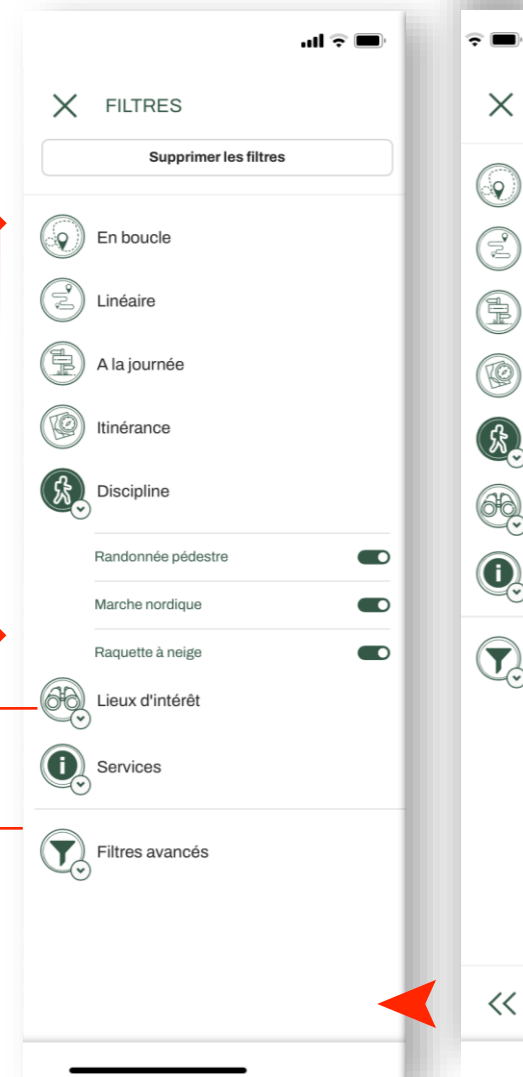 FILTRES
Supprimer les filtres
En boucle
Linéaire
A la journée
Itinérance
Discipline
Randonnée pédestre
Marche nordique
Raquette à neige
Lieux d'intérêt
Services
Filtres avancés